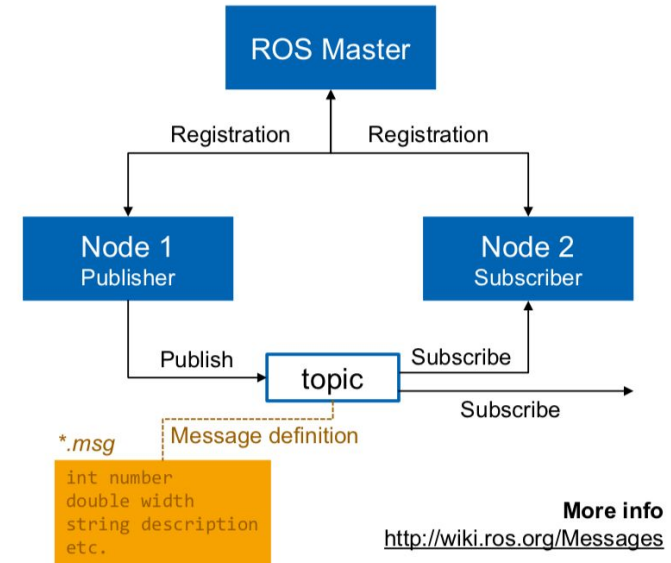 ROS Master
Registration
Registration
Node 1
Publisher
Node 2
Subscriber
Publish
topic
Subscribe
Subscribe
*.msg
Message definition
int number
double width
string description
etc.
More info
http://wiki.ros.org/Messages